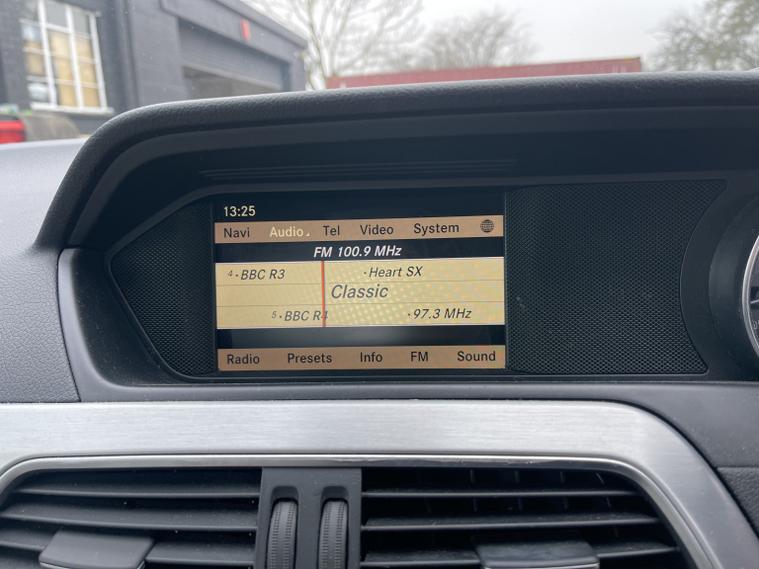 13:25
Navi Audio Tel Video System
FM 100.9 MHz
4 · BBC R3 · Heart SX
Classic
5 · BBC R4 · 97.3 MHz
Radio Presets Info FM Sound